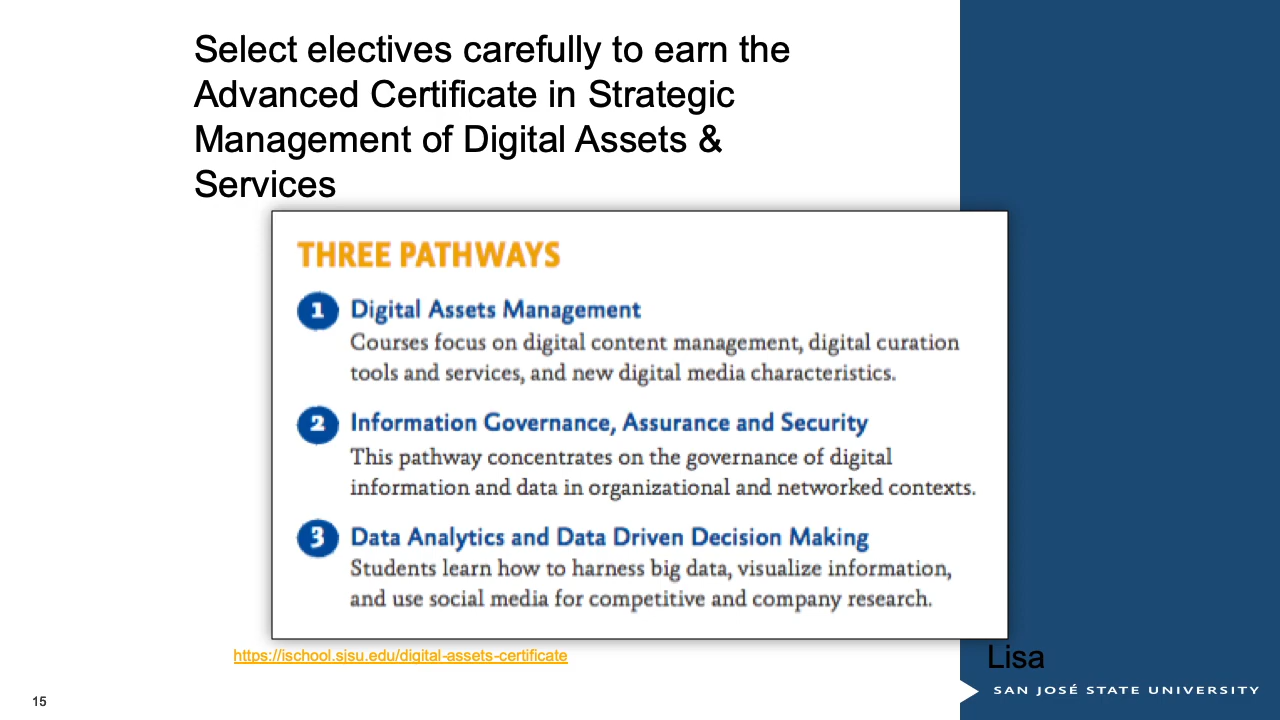 Select electives carefully to earn the
Advanced Certificate in Strategic
Management of Digital Assets &
Services
THREE PATHWAYS
1 Digital Assets Management
Courses focus on digital content management, digital curation
tools and services, and new digital media characteristics.
2 Information Governance, Assurance and Security
This pathway concentrates on the governance of digital
information and data in organizational and networked contexts.
3 Data Analytics and Data Driven Decision Making
Students learn how to harness big data, visualize information,
and use social media for competitive and company research.
https://ischool.sjsu.edu/digital-assets-certificate
Lisa
SAN JOSÉ STATE UNIVERSITY
15